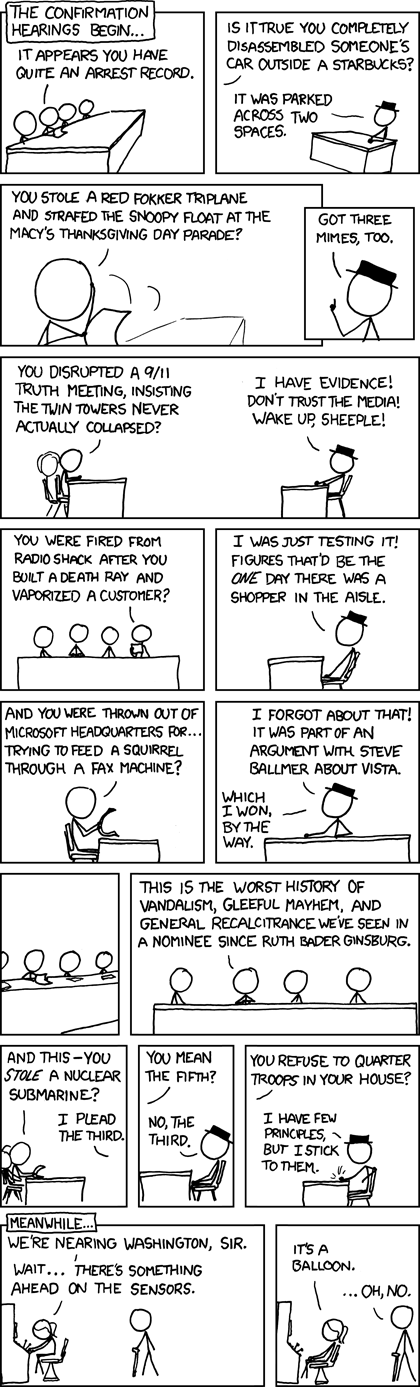 THE CONFIRMATION
HEARINGS BEGIN...
IT APPEARS YOU HAVE
QUITE AN ARREST RECORD.
IS IT TRUE YOU COMPLETELY
DISASSEMBLED SOMEONE'S
CAR OUTSIDE A STARBUCKS?
IT WAS PARKED
ACROSS TWO
SPACES.
YOU STOLE A RED FOKKER TRIPLANE
AND STRAFED THE SNOOPY FLOAT AT THE
MACY'S THANKSGIVING DAY PARADE?
GOT THREE
MIMES, TOO.
YOU DISRUPTED A 9/11
TRUTH MEETING, INSISTING
THE TWIN TOWERS NEVER
ACTUALLY COLLAPSED?
I HAVE EVIDENCE!
DON'T TRUST THE MEDIA!
WAKE UP, SHEEPLE!
YOU WERE FIRED FROM
RADIO SHACK AFTER YOU
BUILT A DEATH RAY AND
VAPORIZED A CUSTOMER?
I WAS JUST TESTING IT!
FIGURES THAT'D BE THE
ONE DAY THERE WAS A
SHOPPER IN THE AISLE.
AND YOU WERE THROWN OUT OF
MICROSOFT HEADQUARTERS FOR...
TRYING TO FEED A SQUIRREL
THROUGH A FAX MACHINE?
I FORGOT ABOUT THAT!
IT WAS PART OF AN
ARGUMENT WITH STEVE
BALLMER ABOUT VISTA.
WHICH
I WON,
BY THE
WAY.
THIS IS THE WORST HISTORY OF
VANDALISM, GLEEFUL MAYHEM, AND
GENERAL RECALCITRANCE WE'VE SEEN IN
A NOMINEE SINCE RUTH BADER GINSBURG.
AND THIS—YOU
STOLE A NUCLEAR
SUBMARINE?
I PLEAD
THE THIRD.
YOU MEAN
THE FIFTH?
NO, THE
THIRD.
YOU REFUSE TO QUARTER
TROOPS IN YOUR HOUSE?
I HAVE FEW
PRINCIPLES,
BUT I STICK
TO THEM.
MEANWHILE...
WE'RE NEARING WASHINGTON, SIR.
WAIT... THERE'S SOMETHING
AHEAD ON THE SENSORS.
IT'S A
BALLOON.
...OH, NO.